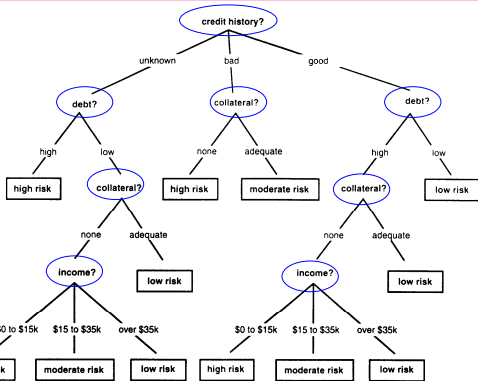 credit history?
unknown
bad
good
debt?
collateral?
debt?
high
low
none
adequate
high
low
high risk
collateral?
high risk
moderate risk
collateral?
low risk
none
adequate
none
adequate
income?
low risk
income?
low risk
$0 to $15k
$15 to $35k
over $35k
$0 to $15k
$15 to $35k
over $35k
moderate risk
low risk
high risk
moderate risk
low risk